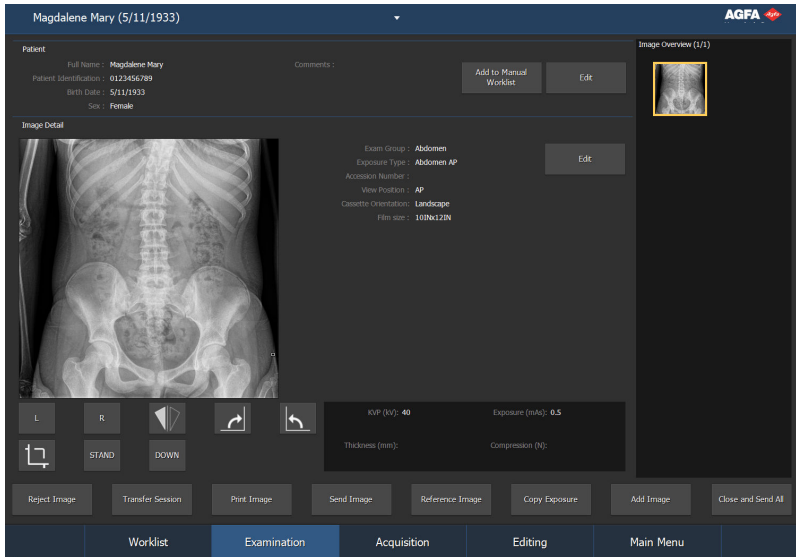 Magdalene Mary (5/11/1933)
AGFA
Patient
Full Name : Magdalene Mary
Patient Identification : 0123456789
Birth Date : 5/11/1933
Sex : Female
Comments :
Add to Manual
Worklist
Edit
Image Overview (1/1)
Image Detail
Exam Group : Abdomen
Exposure Type : Abdomen AP
Accession Number :
View Position : AP
Cassette Orientation: Landscape
Film size : 10INx12IN
Edit
L
R
STAND
DOWN
KVP (kV): 40
Exposure (mAs): 0.5
Thickness (mm):
Compression (N):
Reject Image
Transfer Session
Print Image
Send Image
Reference Image
Copy Exposure
Add Image
Close and Send All
Worklist
Examination
Acquisition
Editing
Main Menu